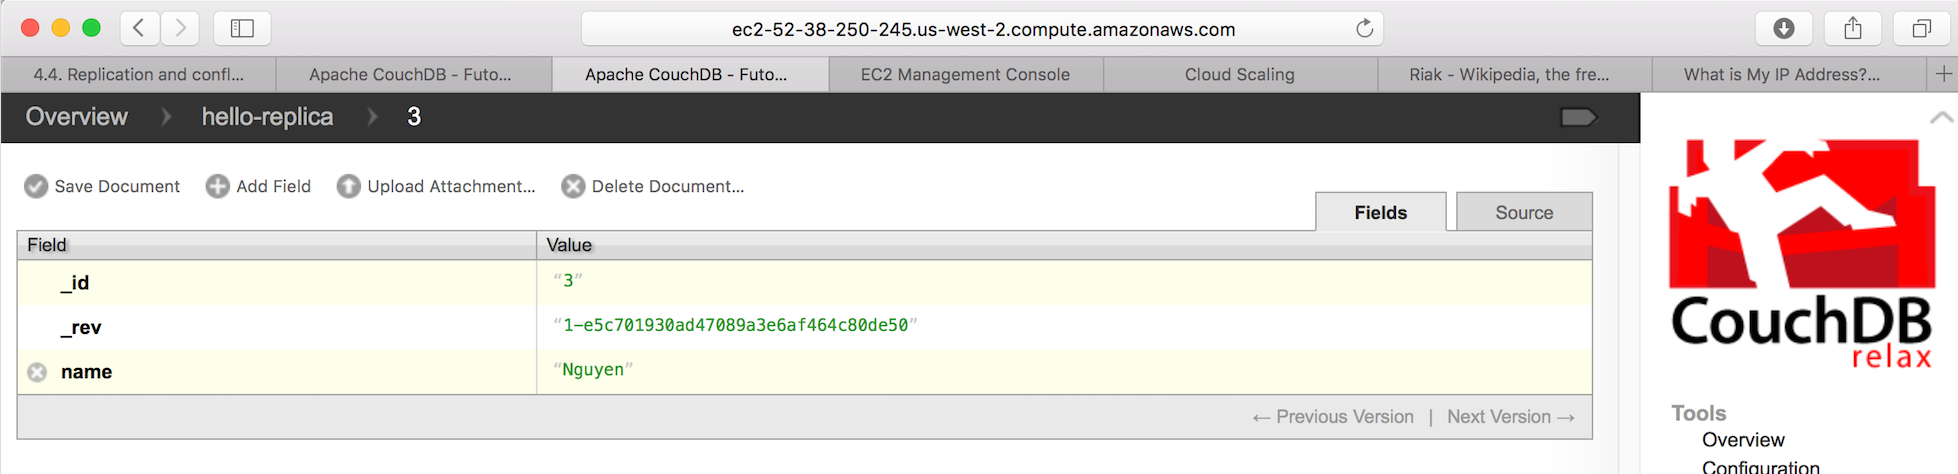 ec2-52-38-250-245.us-west-2.compute.amazonaws.com
4.4. Replication and confl... Apache CouchDB - Futo... Apache CouchDB - Futo... EC2 Management Console Cloud Scaling Riak - Wikipedia, the fre... What is My IP Address?...
Overview hello-replica 3
Save Document Add Field Upload Attachment... Delete Document...
Fields Source
Field Value
_id "3"
_rev "1-e5c701930ad47089a3e6af464c80de50"
name "Nguyen"
← Previous Version | Next Version →
CouchDB
relax
Tools
Overview
Configuration